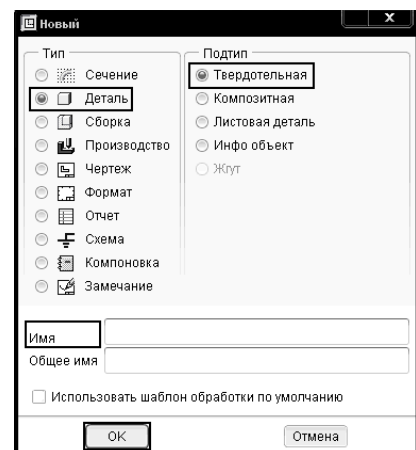 Новый
x
Тип
Сечение
Деталь
Сборка
Производство
Чертеж
Формат
Отчет
Схема
Компоновка
Замечание
Подтип
Твердотельная
Композитная
Листовая деталь
Инфо объект
Жгут
Имя
Общее имя
Использовать шаблон обработки по умолчанию
OK
Отмена